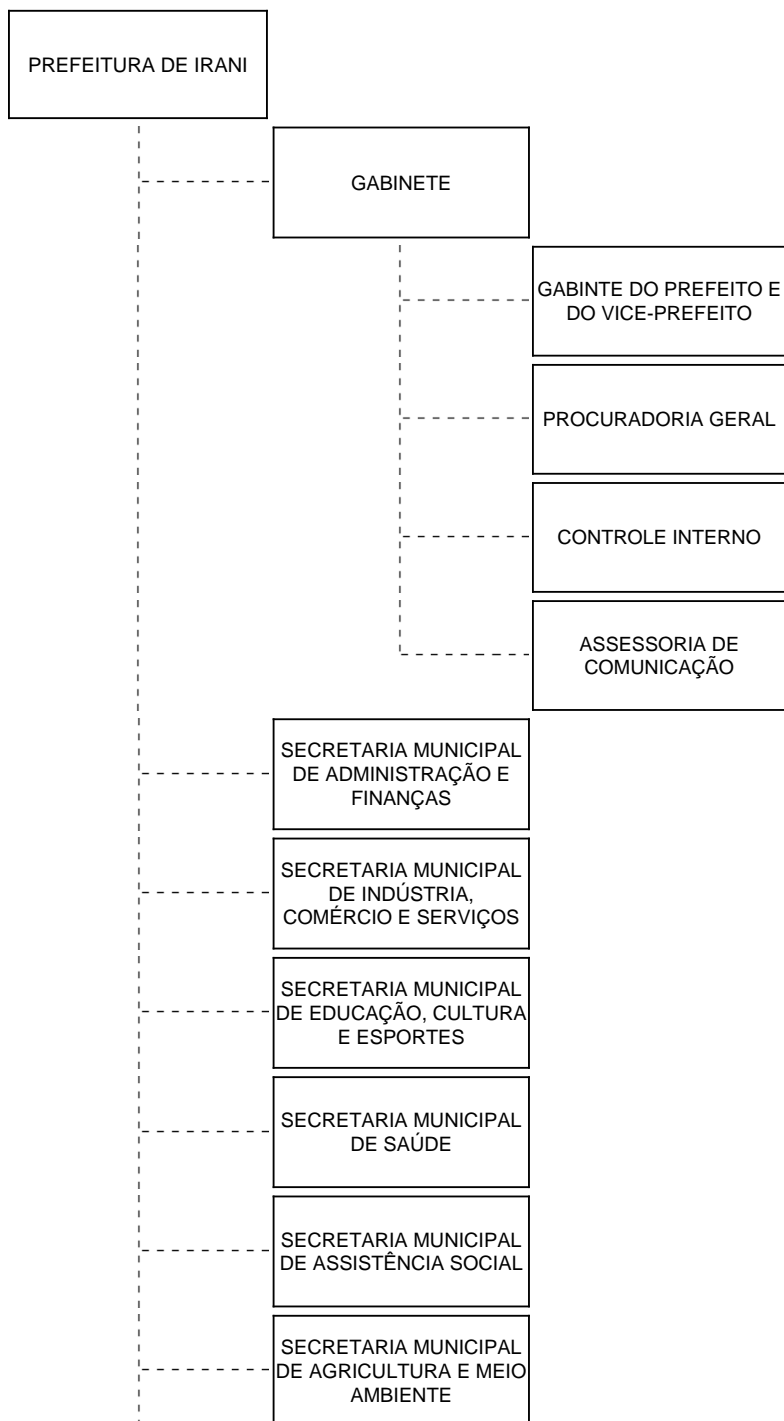 PREFEITURA DE IRANI
GABINETE
GABINTE DO PREFEITO E
DO VICE-PREFEITO
PROCURADORIA GERAL
CONTROLE INTERNO
ASSESSORIA DE
COMUNICAÇÃO
SECRETARIA MUNICIPAL
DE ADMINISTRAÇÃO E
FINANÇAS
SECRETARIA MUNICIPAL
DE INDÚSTRIA,
COMÉRCIO E SERVIÇOS
SECRETARIA MUNICIPAL
DE EDUCAÇÃO, CULTURA
E ESPORTES
SECRETARIA MUNICIPAL
DE SAÚDE
SECRETARIA MUNICIPAL
DE ASSISTÊNCIA SOCIAL
SECRETARIA MUNICIPAL
DE AGRICULTURA E MEIO
AMBIENTE